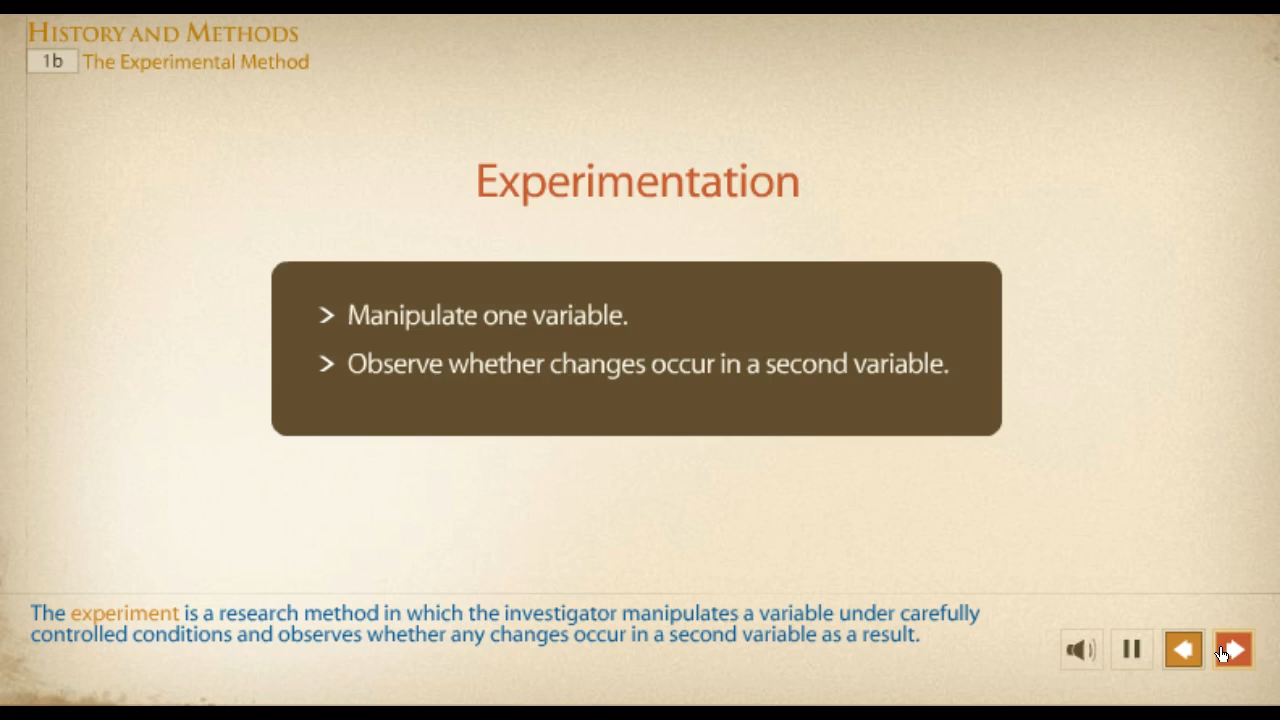 HISTORY AND METHODS
1b The Experimental Method
Experimentation
> Manipulate one variable.
> Observe whether changes occur in a second variable.
The experiment is a research method in which the investigator manipulates a variable under carefully
controlled conditions and observes whether any changes occur in a second variable as a result.